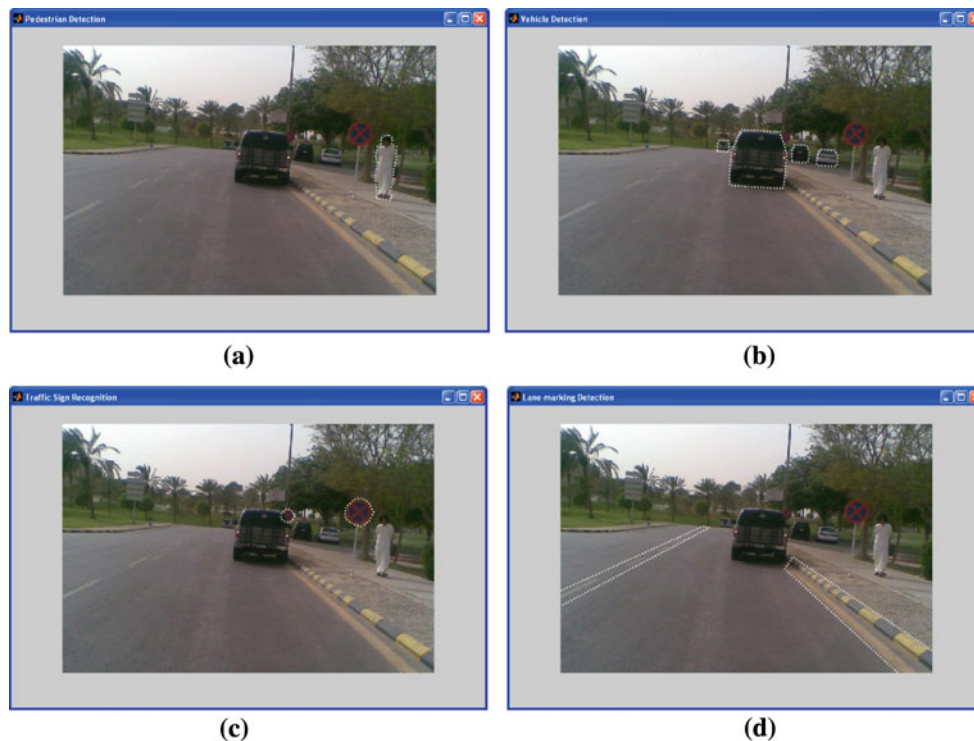 Pedestrian Detection
Vehicle Detection
(a)
(b)
Traffic Sign Recognition
Lane-marking Detection
(c)
(d)